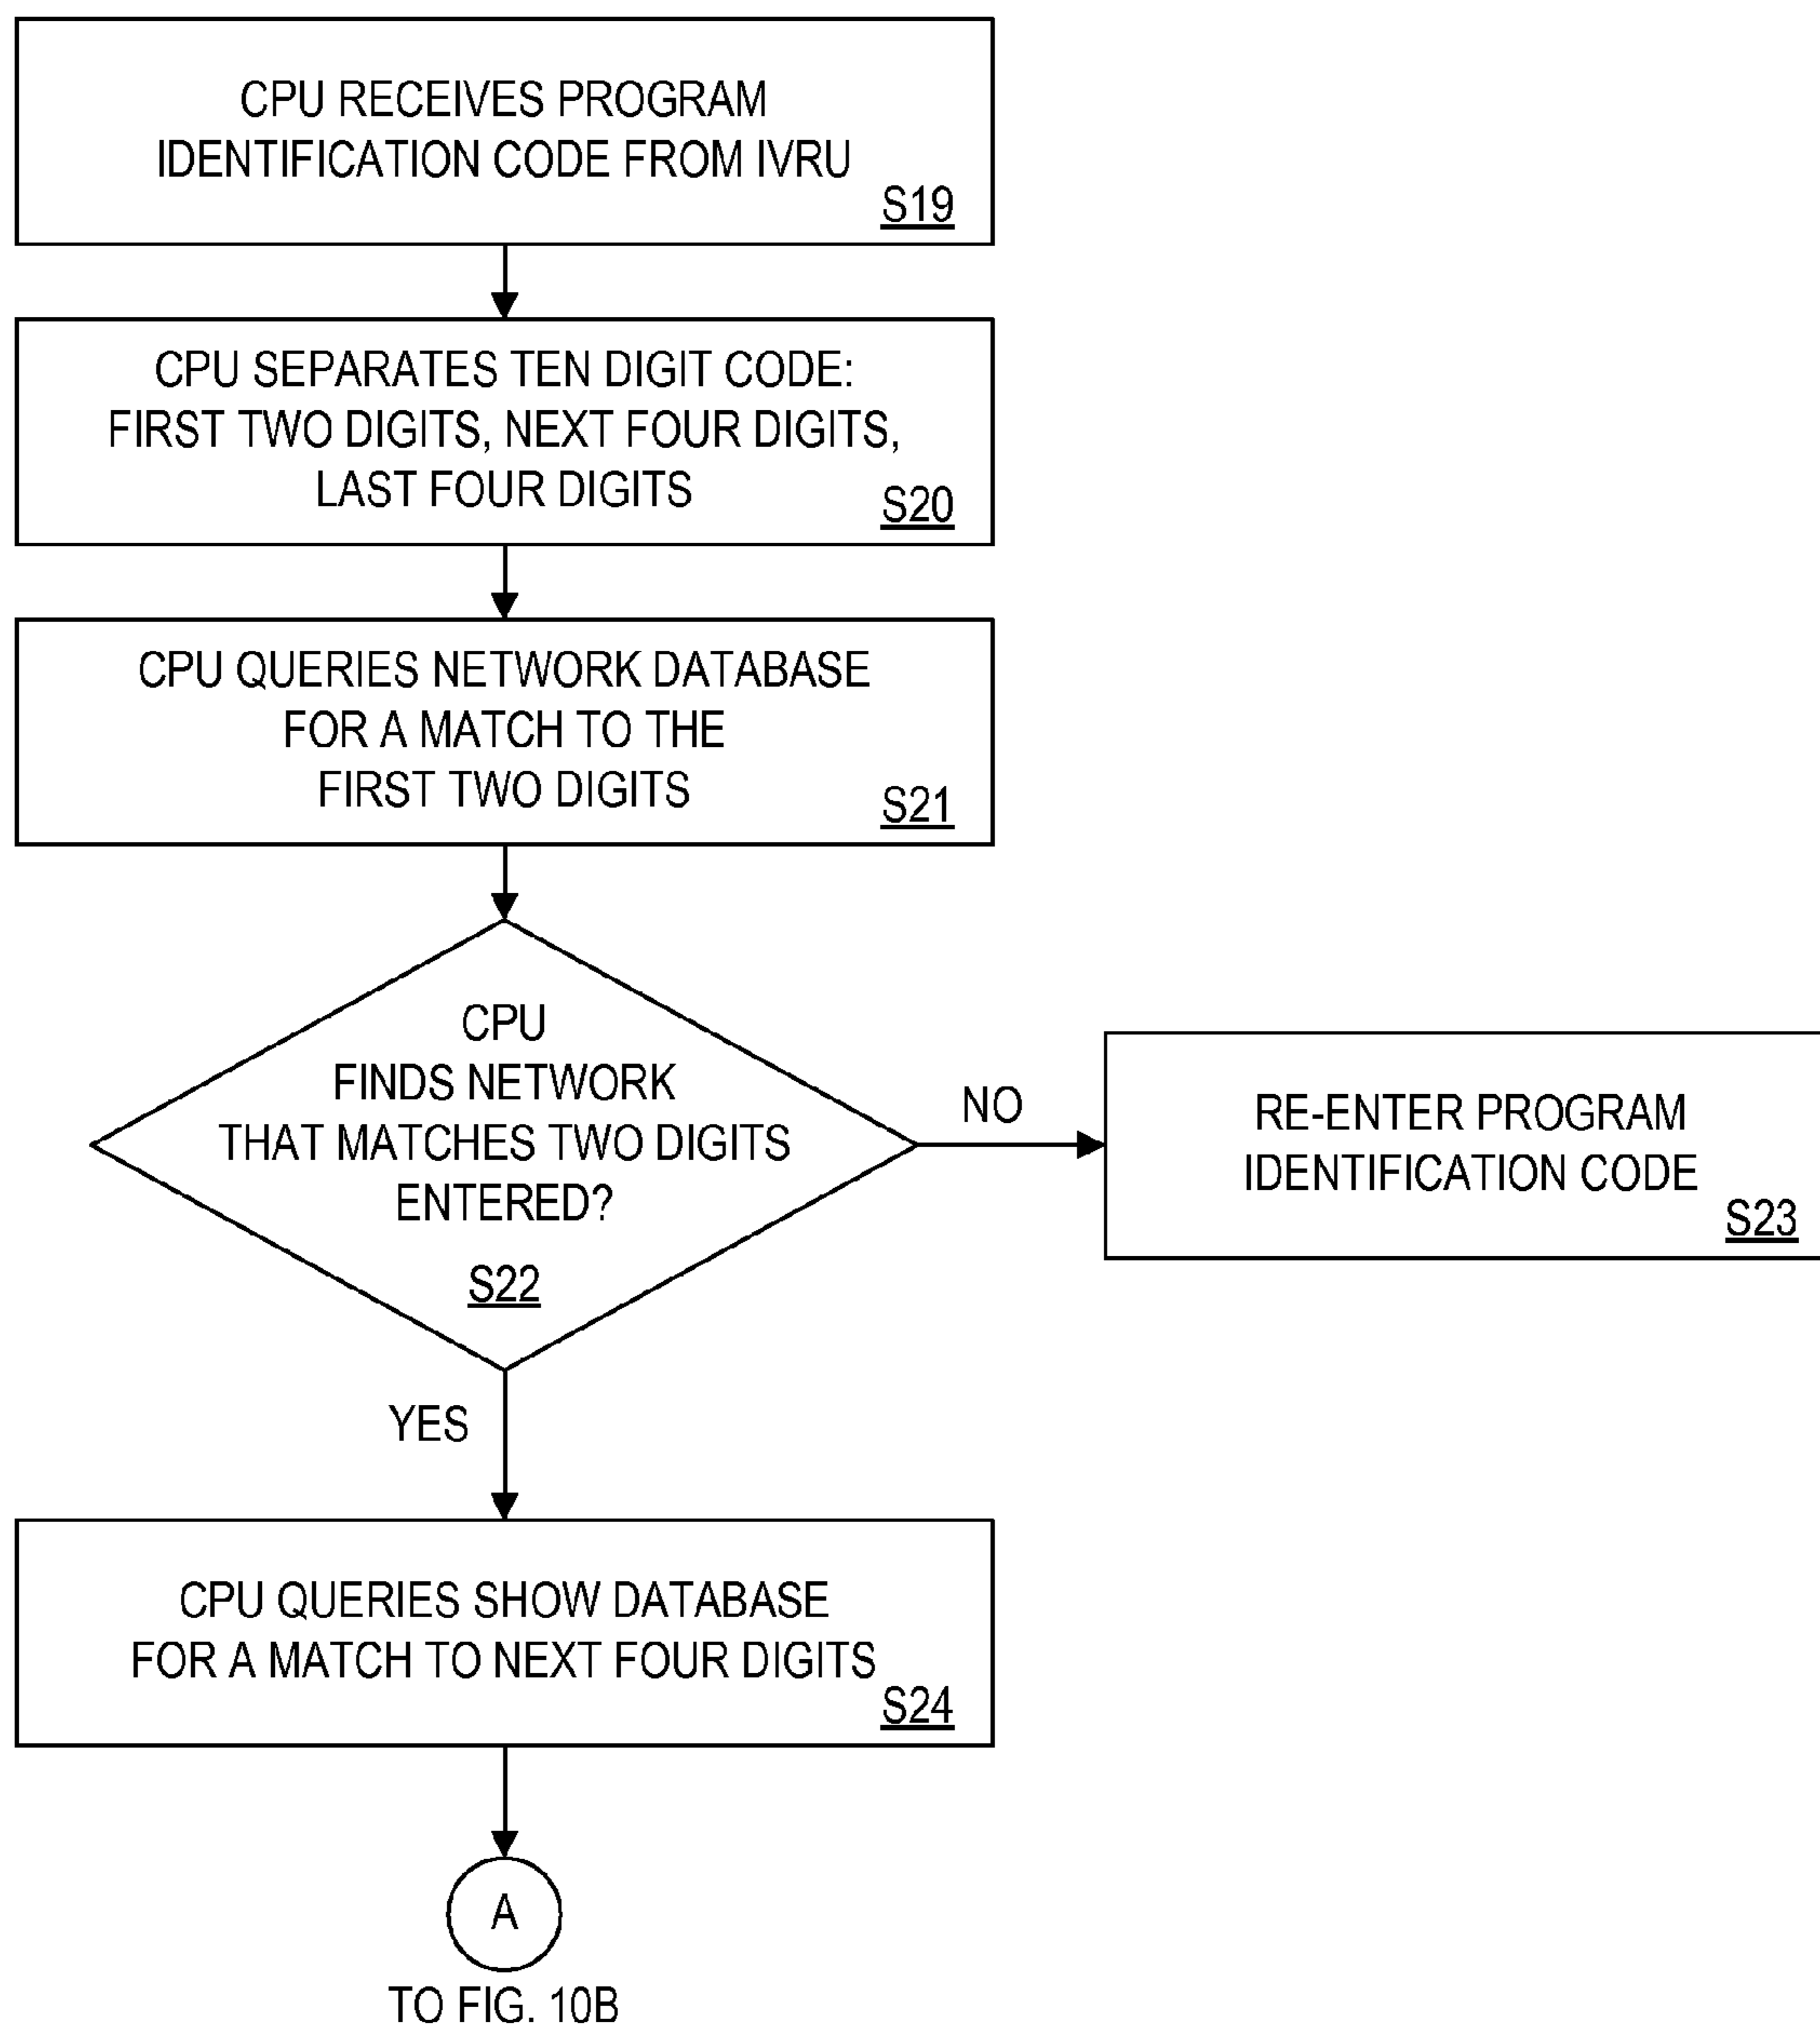 CPU RECEIVES PROGRAM
IDENTIFICATION CODE FROM IVRU
S19
CPU SEPARATES TEN DIGIT CODE:
FIRST TWO DIGITS, NEXT FOUR DIGITS,
LAST FOUR DIGITS
S20
CPU QUERIES NETWORK DATABASE
FOR A MATCH TO THE
FIRST TWO DIGITS
S21
CPU
FINDS NETWORK
THAT MATCHES TWO DIGITS
ENTERED?
S22
NO
RE-ENTER PROGRAM
IDENTIFICATION CODE
S23
YES
CPU QUERIES SHOW DATABASE
FOR A MATCH TO NEXT FOUR DIGITS
S24
A
TO FIG. 10B